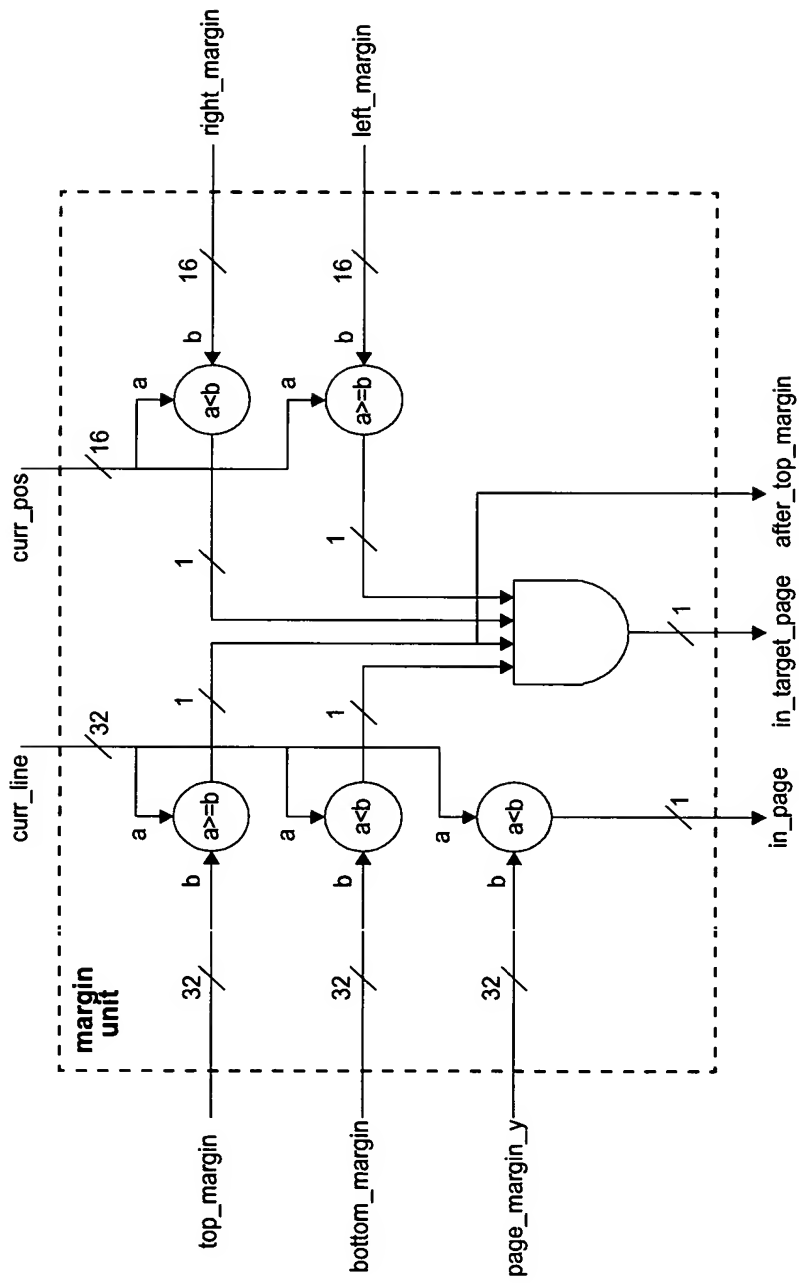 curr_line
curr_pos
margin
unit
32
16
top_margin
32
b
a
a>=b
1
1
a
a<b
b
16
right_margin
bottom_margin
32
b
a
a<b
1
1
a
a>=b
b
16
left_margin
page_margin_y
32
b
a
a<b
1
1
in_page
in_target_page
after_top_margin